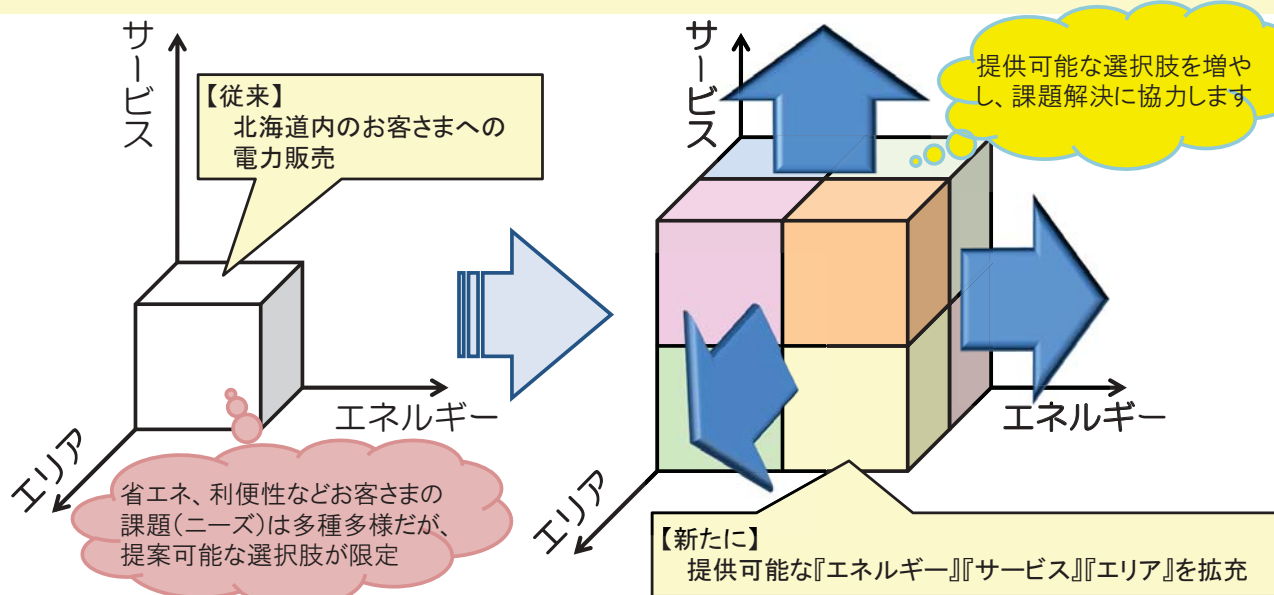 サービス
【従来】
北海道内のお客さまへの
電力販売
エネルギー
エリア
省エネ、利便性などお客さまの
課題(ニーズ)は多種多様だが、
提案可能な選択肢が限定
サービス
提供可能な選択肢を増や
し、課題解決に協力します
エネルギー
エリア
【新たに】
提供可能な『エネルギー』『サービス』『エリア』を拡充